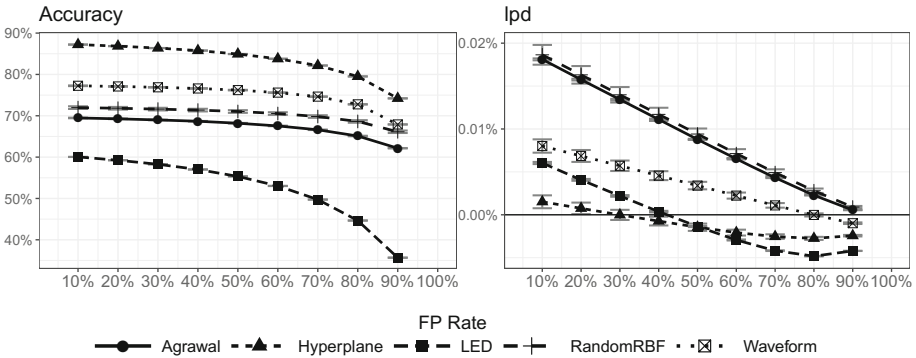 Accuracy
lpd
90%
80%
70%
60%
50%
40%
0.02%
0.01%
0.00%
10% 20% 30% 40% 50% 60% 70% 80% 90% 100%
10% 20% 30% 40% 50% 60% 70% 80% 90% 100%
FP Rate
Agrawal Hyperplane LED RandomRBF Waveform